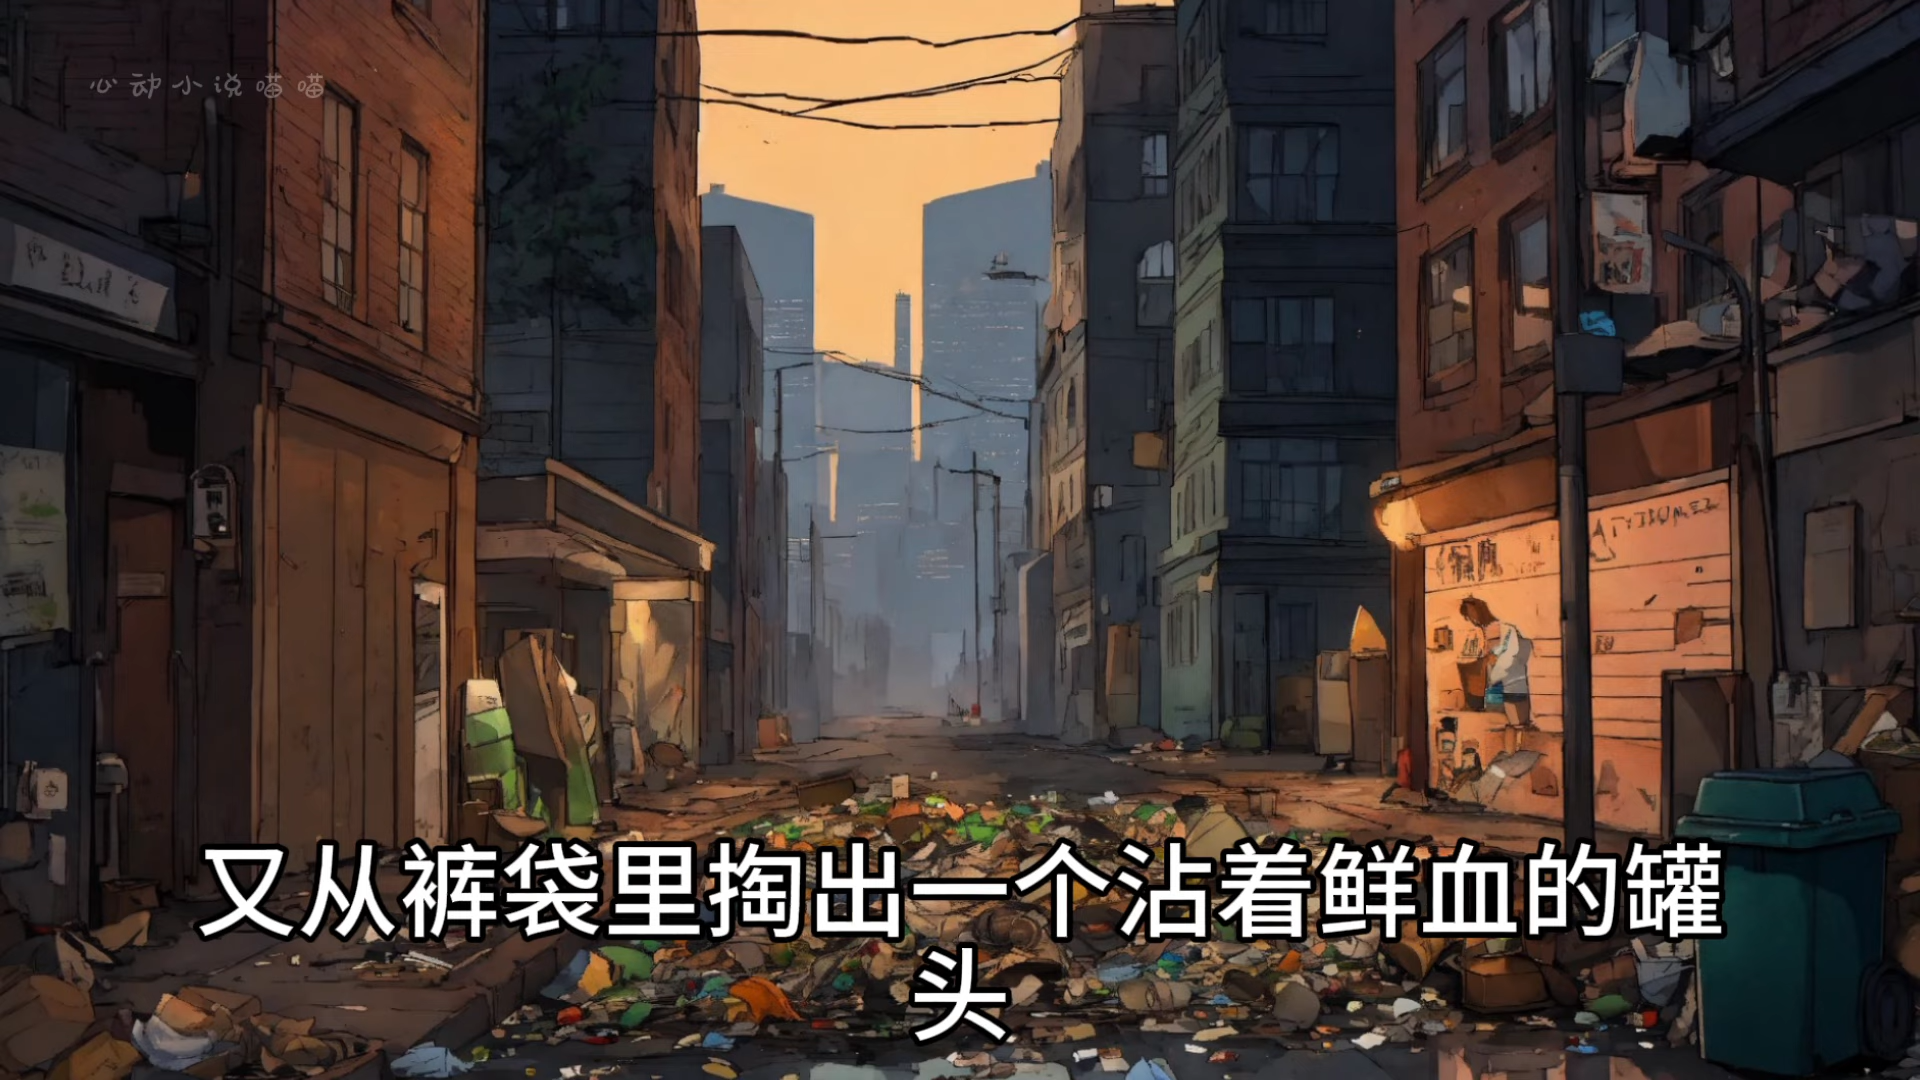 心动小说喵喵
又从裤袋里掏出一个沾着鲜血的罐
头